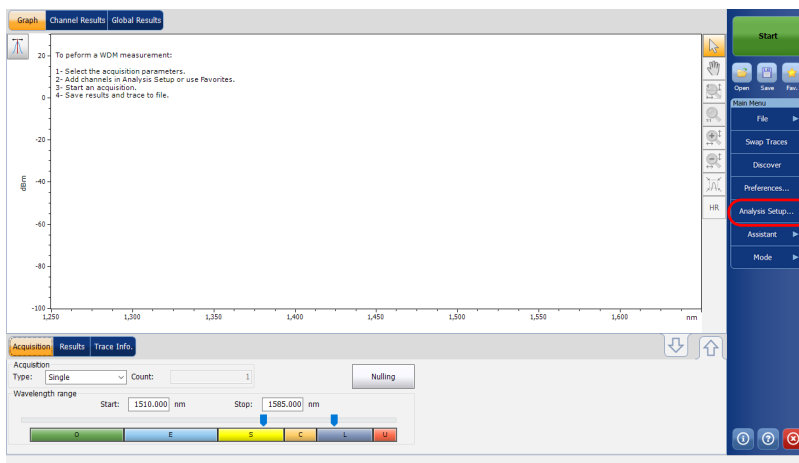 Graph Channel Results Global Results
Start
To peform a WDM measurement:
1- Select the acquisition parameters.
2- Add channels in Analysis Setup or use Favorites.
3- Start an acquisition.
4- Save results and trace to file.
Open Save Fav.
Main Menu
File
Swap Traces
Discover
Preferences...
Analysis Setup...
Assistant
Mode
HR
dBm
20
0
-20
-40
-60
-80
-100
1,250 1,300 1,350 1,400 1,450 1,500 1,550 1,600 nm
Acquisition Results Trace Info.
Acquisition
Type: Single Count: 1 Nulling
Wavelength range
Start: 1510.000 nm Stop: 1585.000 nm
O E S C L U